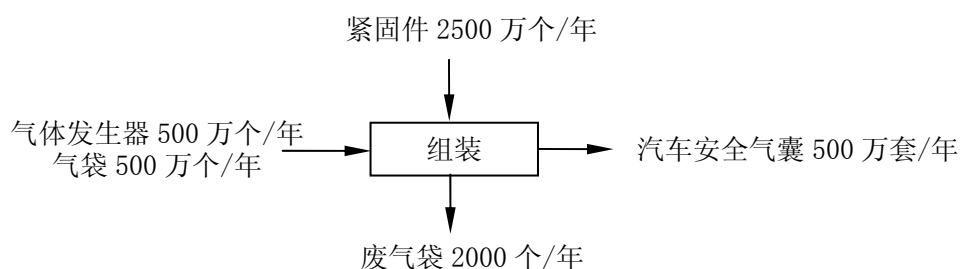 紧固件 2500 万个/年
气体发生器 500 万个/年
气袋 500 万个/年
组装
汽车安全气囊 500 万套/年
废气袋 2000 个/年